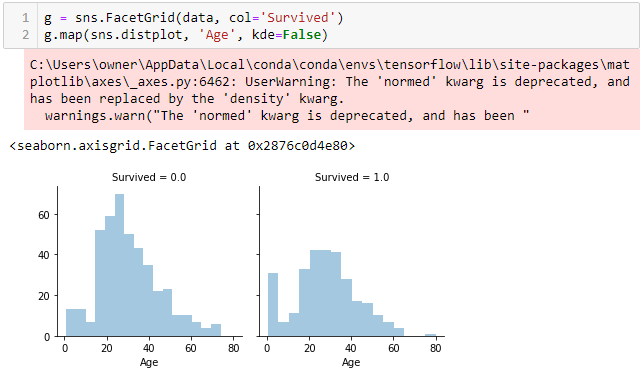 1 g = sns.FacetGrid(data, col='Survived')
2 g.map(sns.distplot, 'Age', kde=False)
C:\Users\owner\AppData\Local\conda\conda\envs\tensorflow\lib\site-packages\mat
plotlib\axes\_axes.py:6462: UserWarning: The 'normed' kwarg is deprecated, and
has been replaced by the 'density' kwarg.
  warnings.warn("The 'normed' kwarg is deprecated, and has been "
<seaborn.axisgrid.FacetGrid at 0x2876c0d4e80>
Survived = 0.0 Survived = 1.0
60
40
20
0
0 20 40 60 80 0 20 40 60 80
Age Age